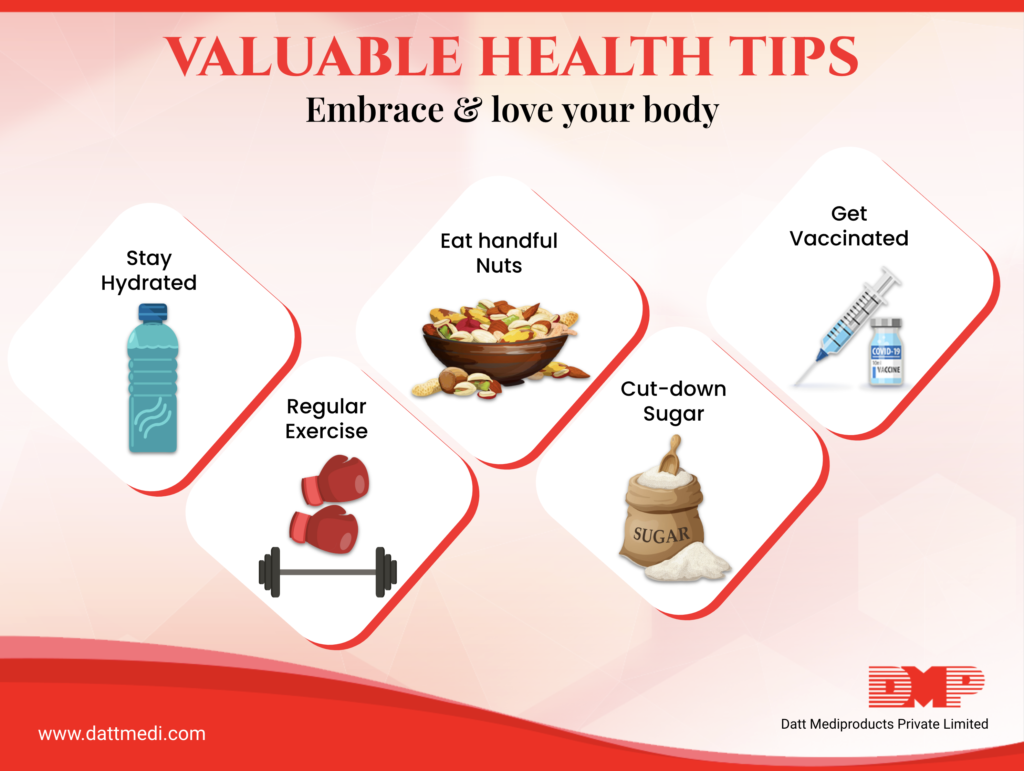 VALUABLE HEALTH TIPS
Embrace & love your body
Stay
Hydrated
Regular
Exercise
Eat handful
Nuts
Cut-down
Sugar
SUGAR
Get
Vaccinated
COVID-19
VACCINE
DMP
Datt Mediproducts Private Limited
www.dattmedi.com